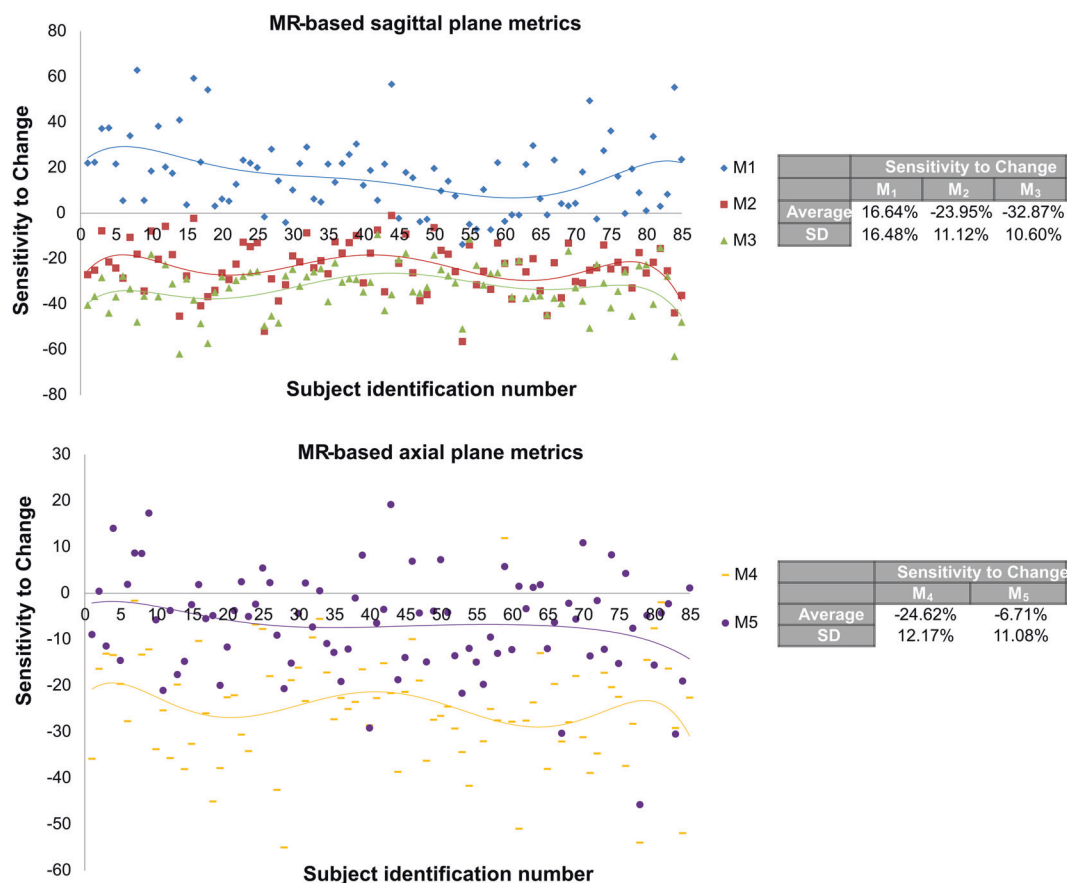 MR-based sagittal plane metrics
80
60
40
20
0
-20
-40
-60
-80
0 5 10 15 20 25 30 35 40 45 50 55 60 65 70 75 80 85
Sensitivity to Change
Subject identification number
M1
M2
M3
Sensitivity to Change
M1 M2 M3
Average 16.64% -23.95% -32.87%
SD 16.48% 11.12% 10.60%
MR-based axial plane metrics
30
20
10
0
-10
-20
-30
-40
-50
-60
0 5 10 15 20 25 30 35 40 45 50 55 60 65 70 75 80 85
Sensitivity to Change
Subject identification number
M4
M5
Sensitivity to Change
M4 M5
Average -24.62% -6.71%
SD 12.17% 11.08%